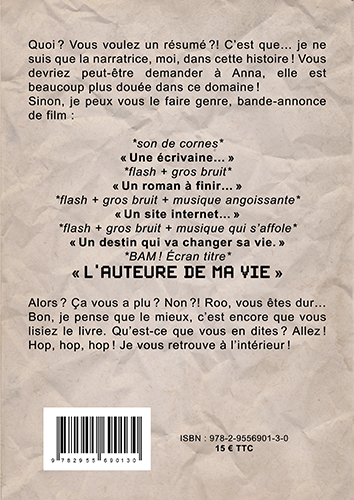 Quoi ? Vous voulez un résumé ?! C'est que... je ne
suis que la narratrice, moi, dans cette histoire ! Vous
devriez peut-être demander à Anna, elle est
beaucoup plus douée dans ce domaine !
Sinon, je peux vous le faire genre, bande-annonce
de film :
*son de cornes*
« Une écrivaine... »
*flash + gros bruit*
« Un roman à finir... »
*flash + gros bruit + musique angoissante*
« Un site internet... »
*flash + gros bruit + musique qui s'affole*
« Un destin qui va changer sa vie. »
*BAM ! Écran titre*
« L'AUTEURE DE MA VIE »
Alors ? Ça vous a plu ? Non ?! Roo, vous êtes dur...
Bon, je pense que le mieux, c'est encore que vous
lisiez le livre. Qu'est-ce que vous en dites ? Allez !
Hop, hop, hop ! Je vous retrouve à l'intérieur !
ISBN : 978-2-9556901-3-0
15 € TTC
9 782955 690130